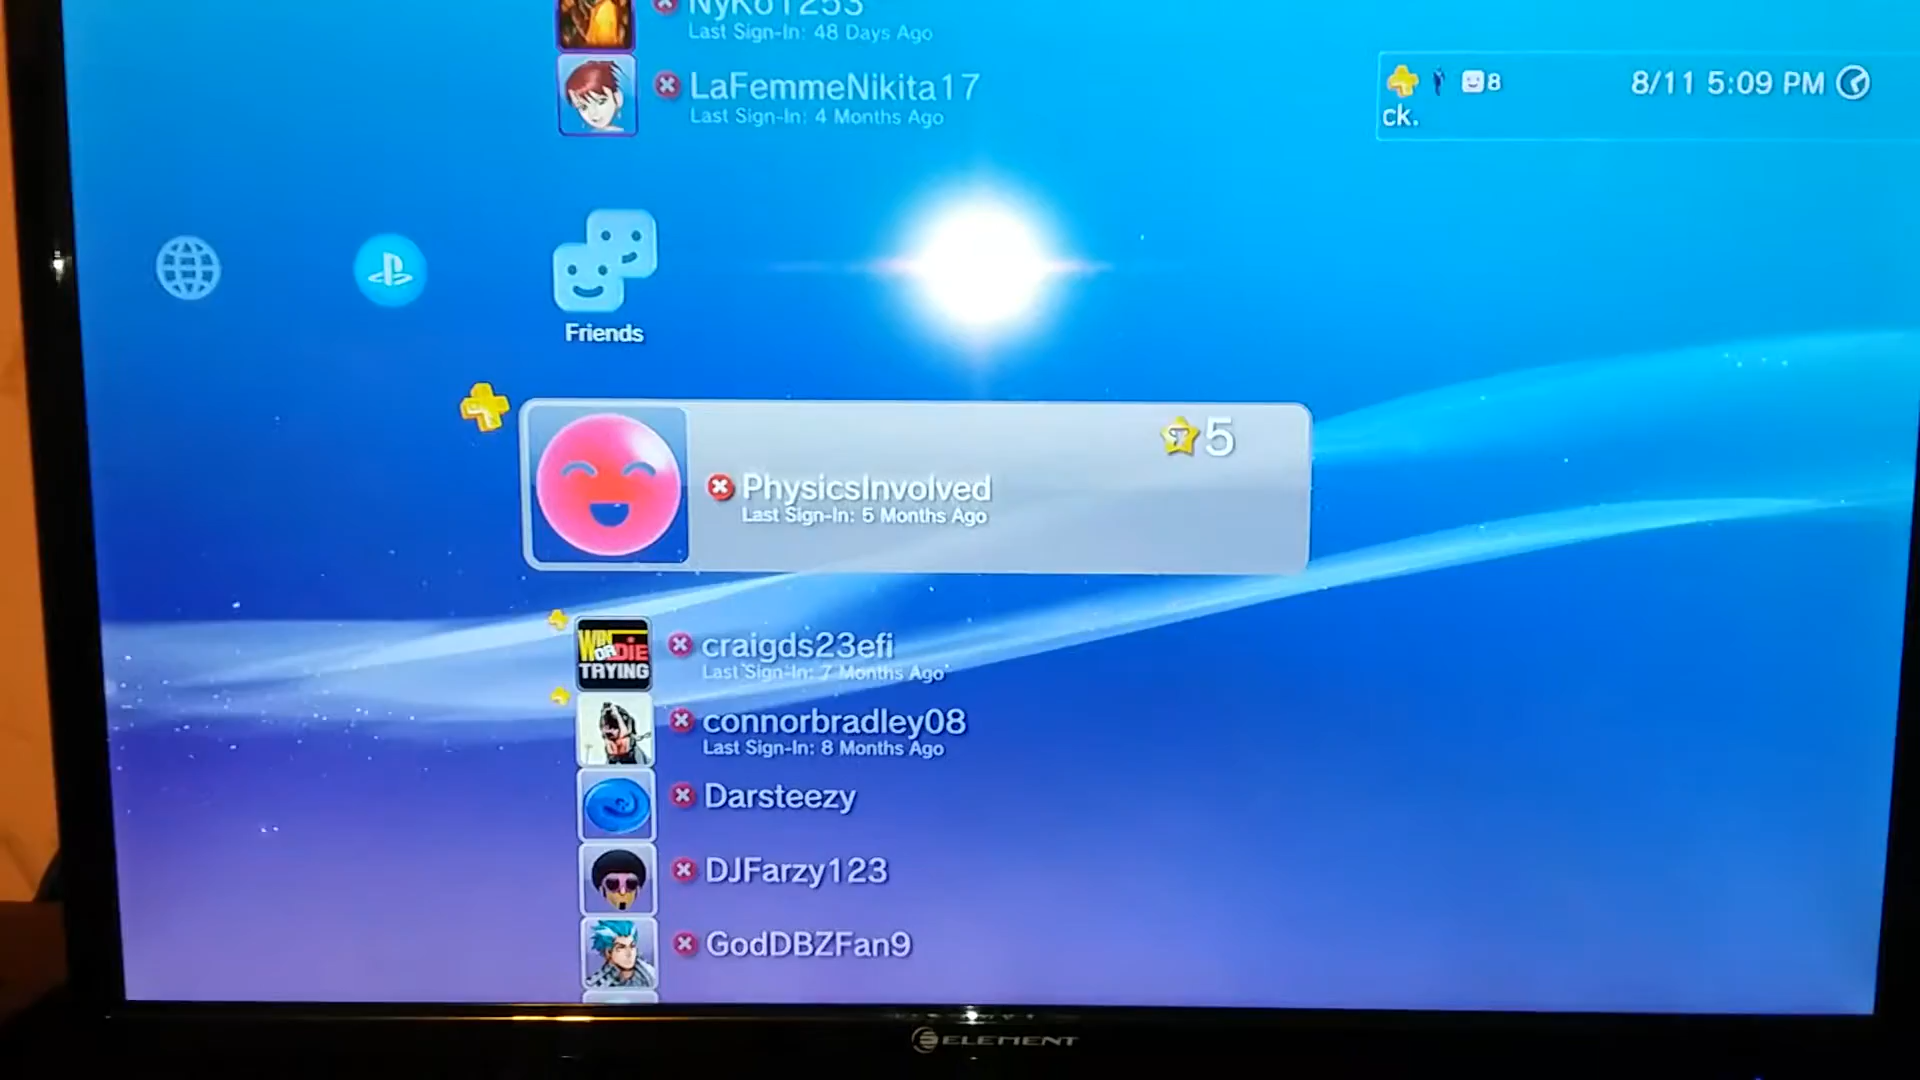 NyKo1253
Last Sign-In: 48 Days Ago
LaFemmeNikita17
Last Sign-In: 4 Months Ago
8
8/11 5:09 PM
ck.
Friends
5
PhysicsInvolved
Last Sign-In: 5 Months Ago
WIN OR DIE TRYING
craigds23efi
Last Sign-In: 7 Months Ago
connorbradley08
Last Sign-In: 8 Months Ago
Darsteezy
DJFarzy123
GodDBZFan9
ELEMENT